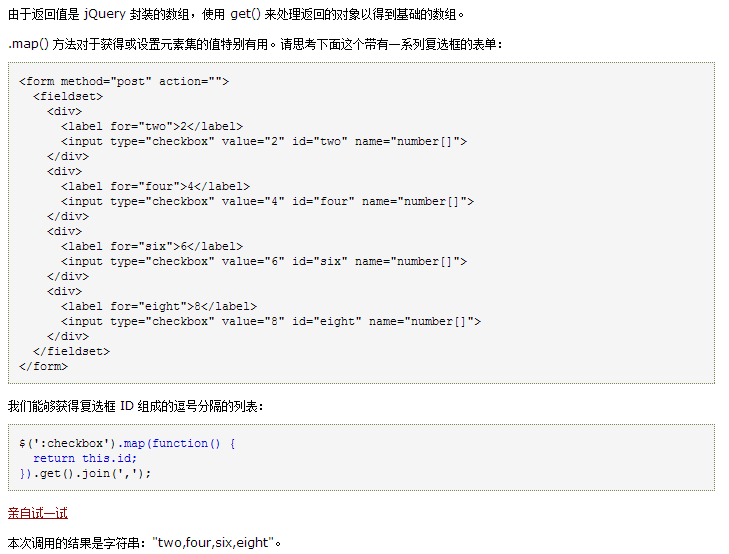 由于返回值是 jQuery 封装的数组，使用 get() 来处理返回的对象以得到基础的数组。
.map() 方法对于获得或设置元素集的值特别有用。请思考下面这个带有一系列复选框的表单：
<form method="post" action="">
  <fieldset>
    <div>
      <label for="two">2</label>
      <input type="checkbox" value="2" id="two" name="number[]">
    </div>
    <div>
      <label for="four">4</label>
      <input type="checkbox" value="4" id="four" name="number[]">
    </div>
    <div>
      <label for="six">6</label>
      <input type="checkbox" value="6" id="six" name="number[]">
    </div>
    <div>
      <label for="eight">8</label>
      <input type="checkbox" value="8" id="eight" name="number[]">
    </div>
  </fieldset>
</form>
我们能够获得复选框 ID 组成的逗号分隔的列表：
$(':checkbox').map(function() {
  return this.id;
}).get().join(',');
亲自试一试
本次调用的结果是字符串："two,four,six,eight"。